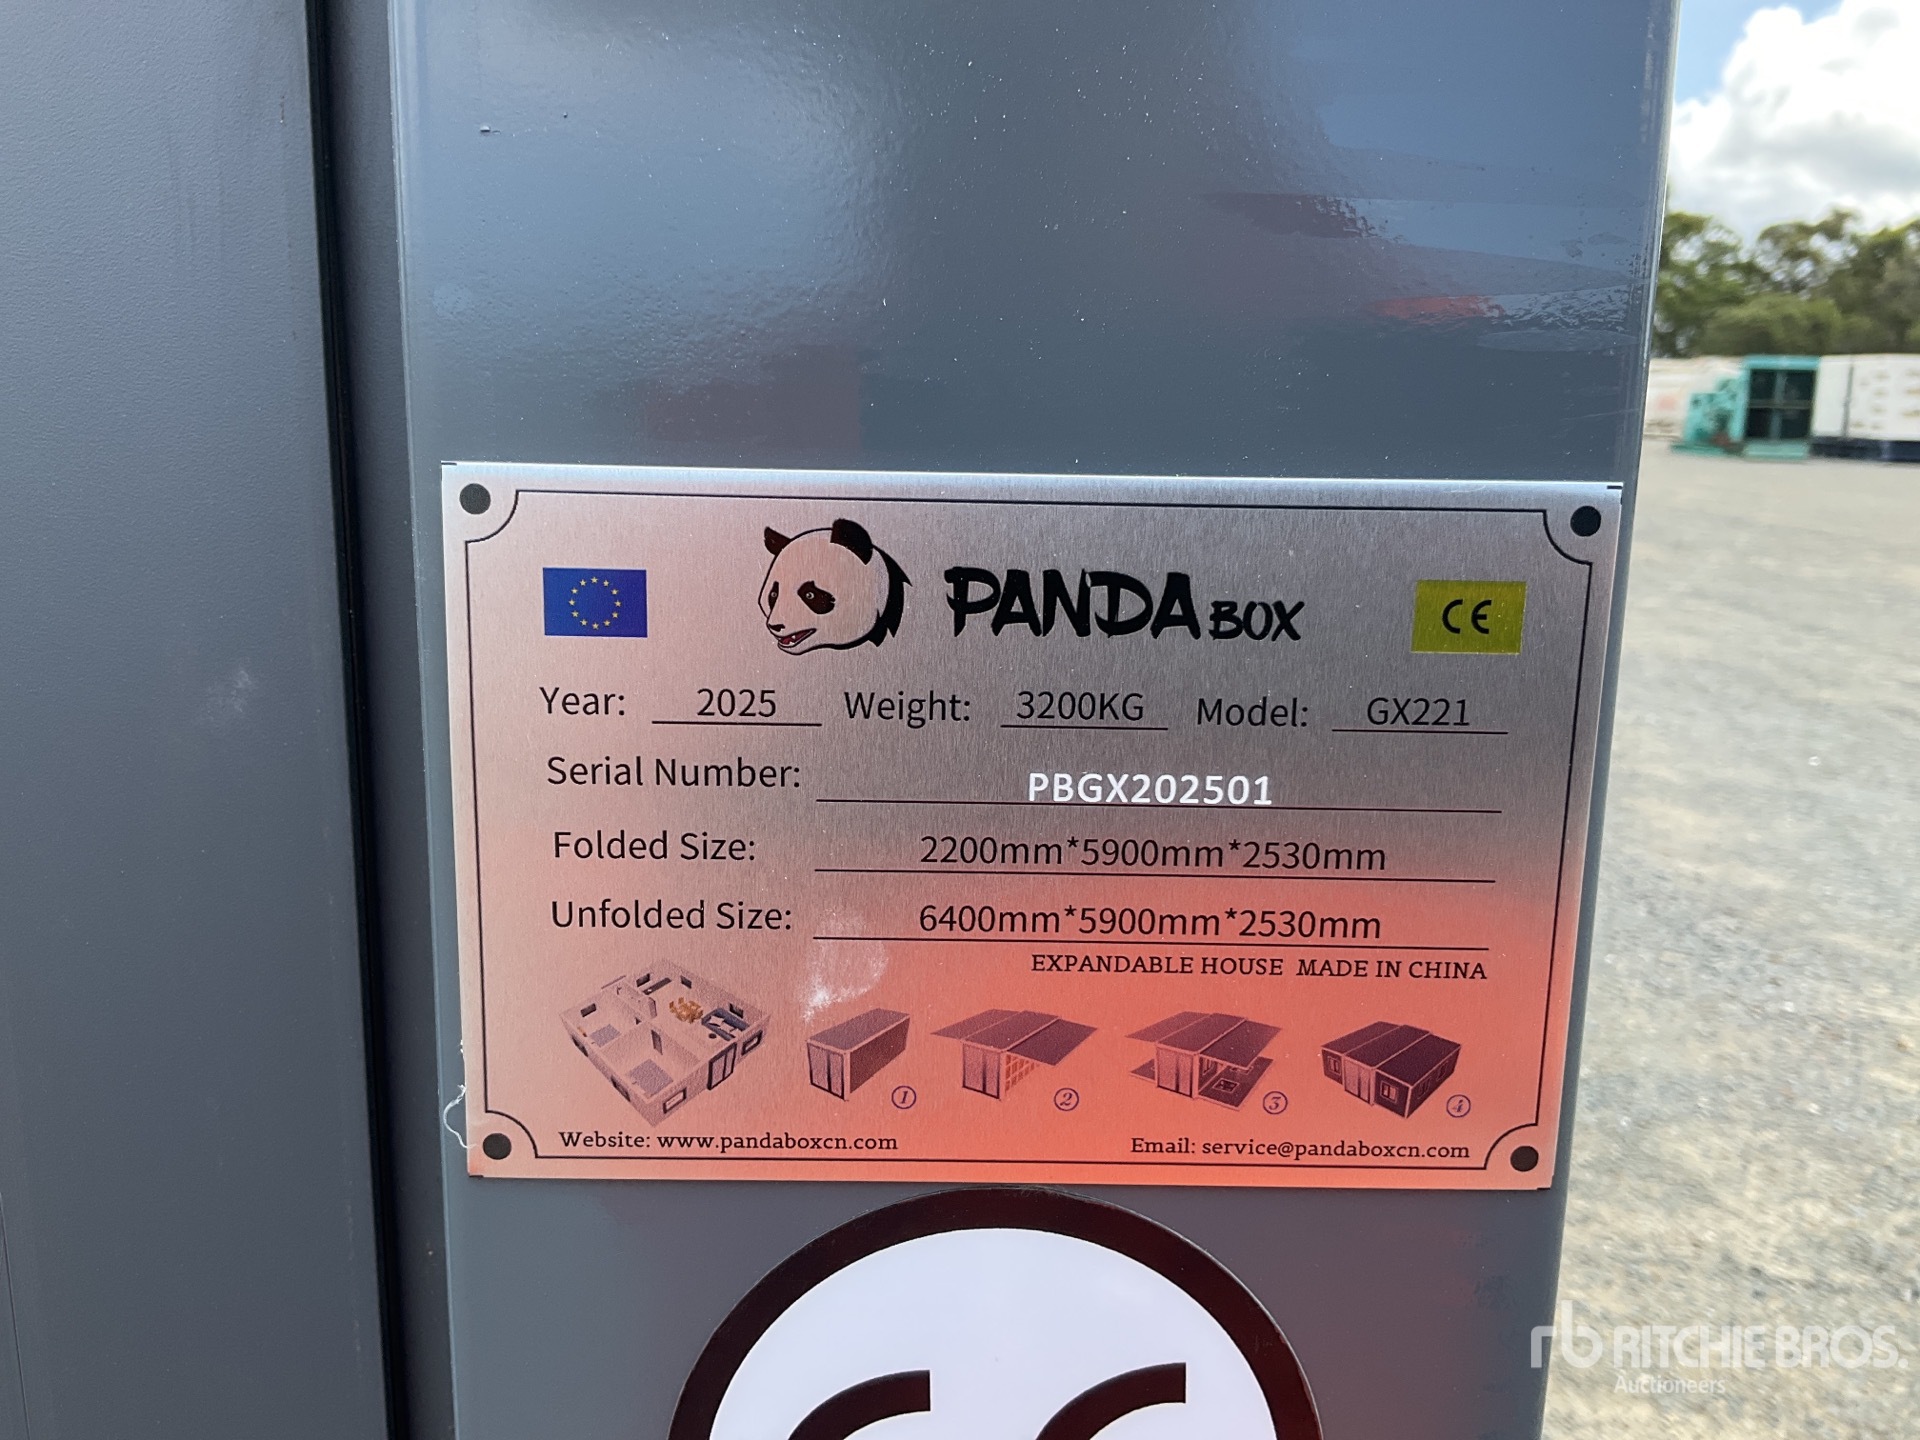 PANDA BOX
CE
Year: 2025 Weight: 3200KG Model: GX221
Serial Number: PBGX202501
Folded Size: 2200mm*5900mm*2530mm
Unfolded Size: 6400mm*5900mm*2530mm
EXPANDABLE HOUSE MADE IN CHINA
1 2 3 4
Website: www.pandaboxcn.com Email: service@pandaboxcn.com
CE
rb RITCHIE BROS.
Auctioneers